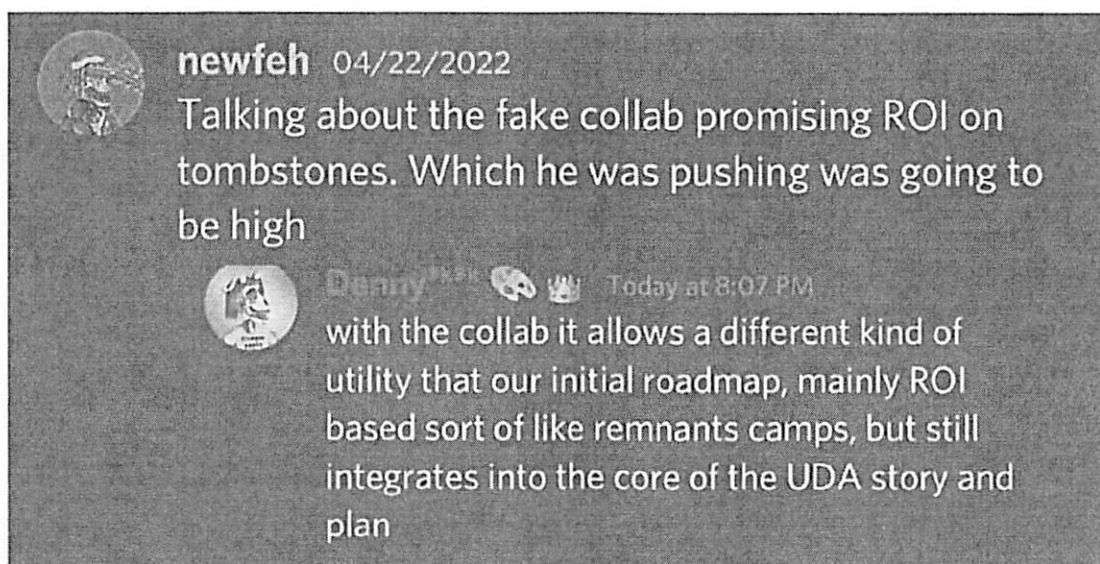 newfeh 04/22/2022
Talking about the fake collab promising ROI on
tombstones. Which he was pushing was going to
be high
Denny Today at 8:07 PM
with the collab it allows a different kind of
utility that our initial roadmap, mainly ROI
based sort of like remnants camps, but still
integrates into the core of the UDA story and
plan